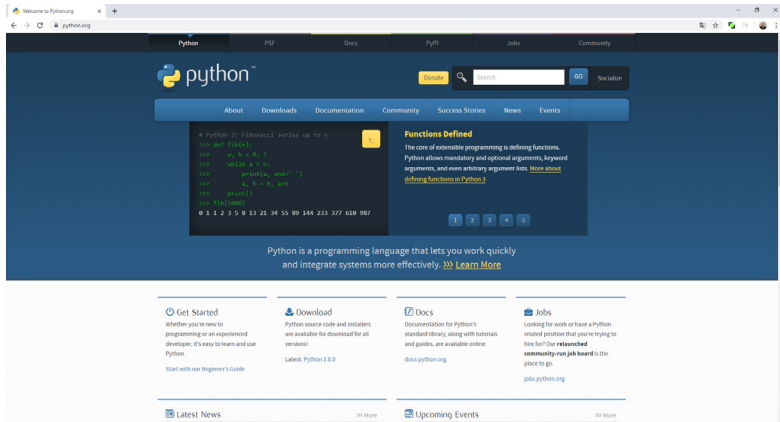 Welcome to Python.org
python.org
Python PSF Docs PyPI Jobs Community
python™
Donate Search GO Socialize
About Downloads Documentation Community Success Stories News Events
# Python 3: Fibonacci series up to n
>>> def fib(n):
>>> a, b = 0, 1
>>> while a < n:
>>> print(a, end=' ')
>>> a, b = b, a+b
>>> print()
>>> fib(1000)
0 1 1 2 3 5 8 13 21 34 55 89 144 233 377 610 987
>_
Functions Defined
The core of extensible programming is defining functions.
Python allows mandatory and optional arguments, keyword
arguments, and even arbitrary argument lists. More about
defining functions in Python 3
1 2 3 4 5
Python is a programming language that lets you work quickly
and integrate systems more effectively. >>> Learn More
Get Started
Whether you're new to
programming or an experienced
developer, it's easy to learn and use
Python.
Start with our Beginner's Guide
Download
Python source code and installers
are available for download for all
versions!
Latest: Python 3.8.0
Docs
Documentation for Python's
standard library, along with tutorials
and guides, are available online.
docs.python.org
Jobs
Looking for work or have a Python
related position that you're trying to
hire for? Our relaunched
community-run job board is the
place to go.
jobs.python.org
Latest News >>> More
Upcoming Events >>> More